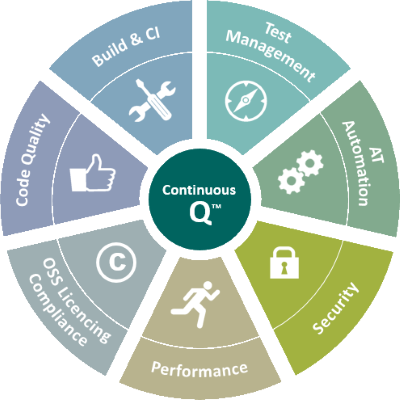 Build & CI
Test
Management
AT
Automation
Security
Performance
OSS Licencing
Compliance
Code Quality
Continuous
Q™
C